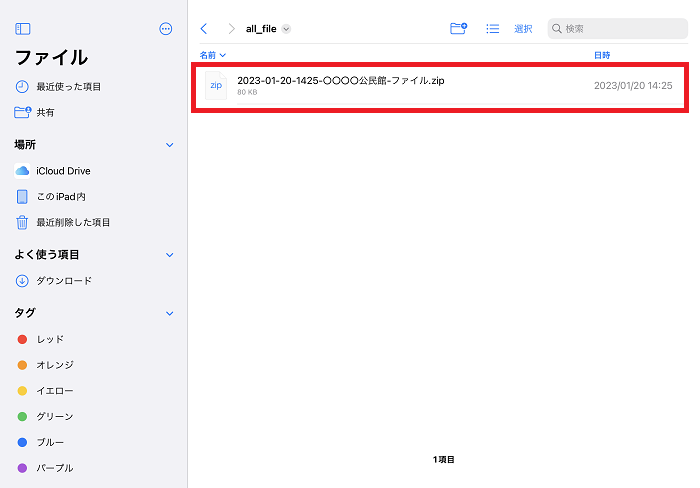 ファイル
最近使った項目
共有
場所
iCloud Drive
このiPad内
最近削除した項目
よく使う項目
ダウンロード
タグ
レッド
オレンジ
イエロー
グリーン
ブルー
パープル
all_file
選択
検索
名前
日時
zip
2023-01-20-1425-〇〇〇〇公民館-ファイル.zip
80 KB
2023/01/20 14:25
1項目